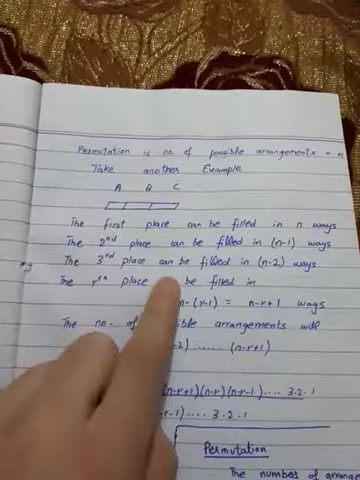 Permutation is no. of possible arrangements =
Take another Example
A B C
The first place can be filled in n ways
The 2nd place can be filled in (n-1) ways
The 3rd place can be filled in (n-2) ways
The rth place be filled in
n-(r-1) = n-r+1 ways
The no. of arrangements will
-2) ...... (n-r+1)
(n-r+1)(n-r)(n-r-1) .... 3.2.1
-r-1) .... 3.2.1
Permutation
The number of